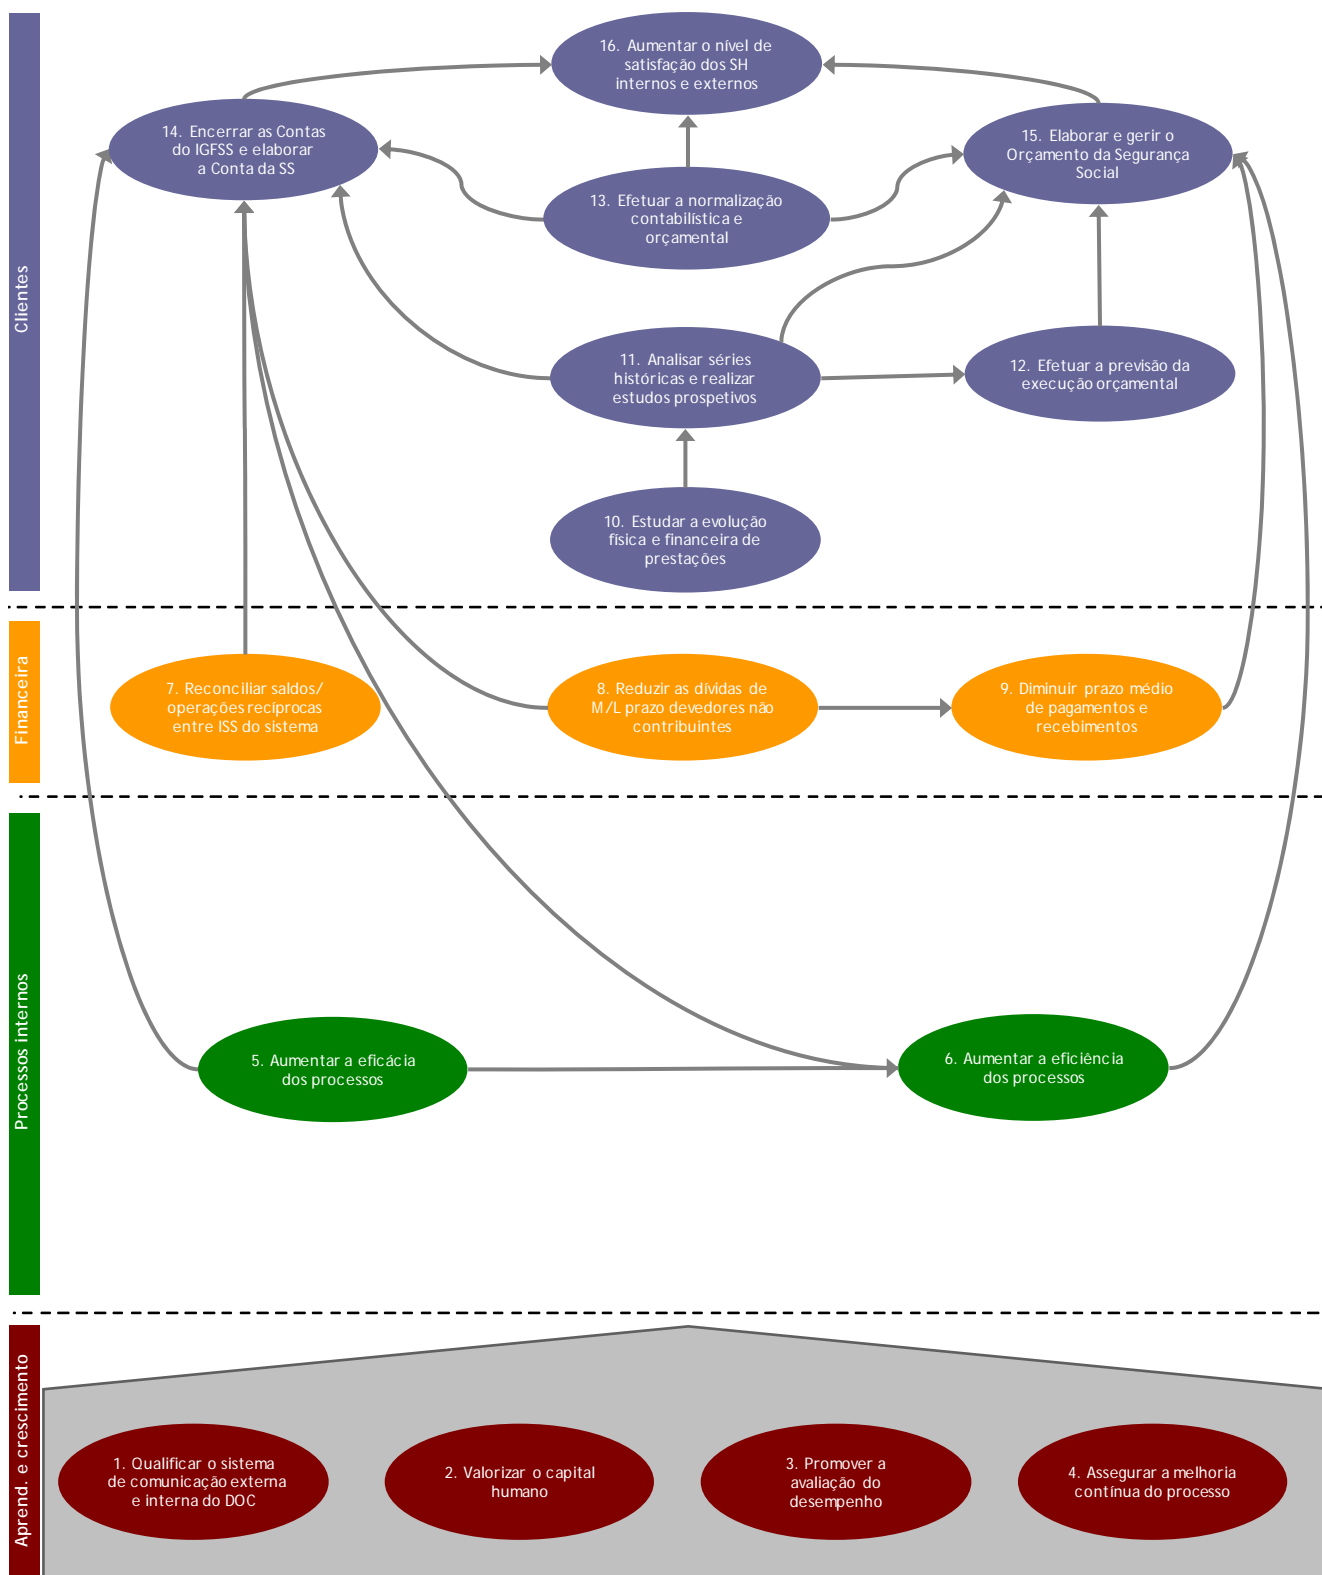 Clientes
16. Aumentar o nível de
satisfação dos SH
internos e externos
14. Encerrar as Contas
do IGFSS e elaborar
a Conta da SS
15. Elaborar e gerir o
Orçamento da Segurança
Social
13. Efetuar a normalização
contabilística e
orçamental
11. Analisar séries
históricas e realizar
estudos prospetivos
12. Efetuar a previsão da
execução orçamental
10. Estudar a evolução
física e financeira de
prestações
Financeira
7. Reconciliar saldos/
operações recíprocas
entre ISS do sistema
8. Reduzir as dívidas de
M/L prazo devedores não
contribuintes
9. Diminuir prazo médio
de pagamentos e
recebimentos
Processos internos
5. Aumentar a eficácia
dos processos
6. Aumentar a eficiência
dos processos
Aprend. e crescimento
1. Qualificar o sistema
de comunicação externa
e interna do DOC
2. Valorizar o capital
humano
3. Promover a
avaliação do
desempenho
4. Assegurar a melhoria
contínua do processo